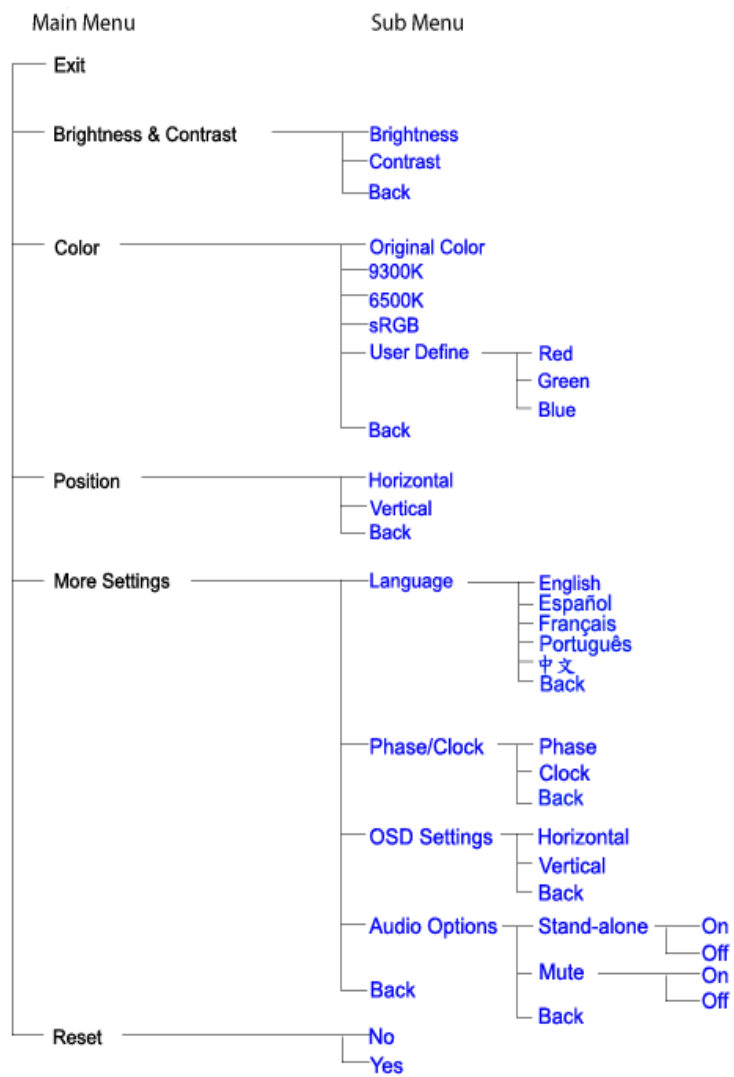 Main Menu Sub Menu
Exit
Brightness & Contrast Brightness
Contrast
Back
Color Original Color
9300K
6500K
sRGB
User Define Red
Green
Blue
Back
Position Horizontal
Vertical
Back
More Settings Language English
Español
Français
Português
中文
Back
Phase/Clock Phase
Clock
Back
OSD Settings Horizontal
Vertical
Back
Audio Options Stand-alone On
Off
Mute On
Off
Back
Back
Reset No
Yes